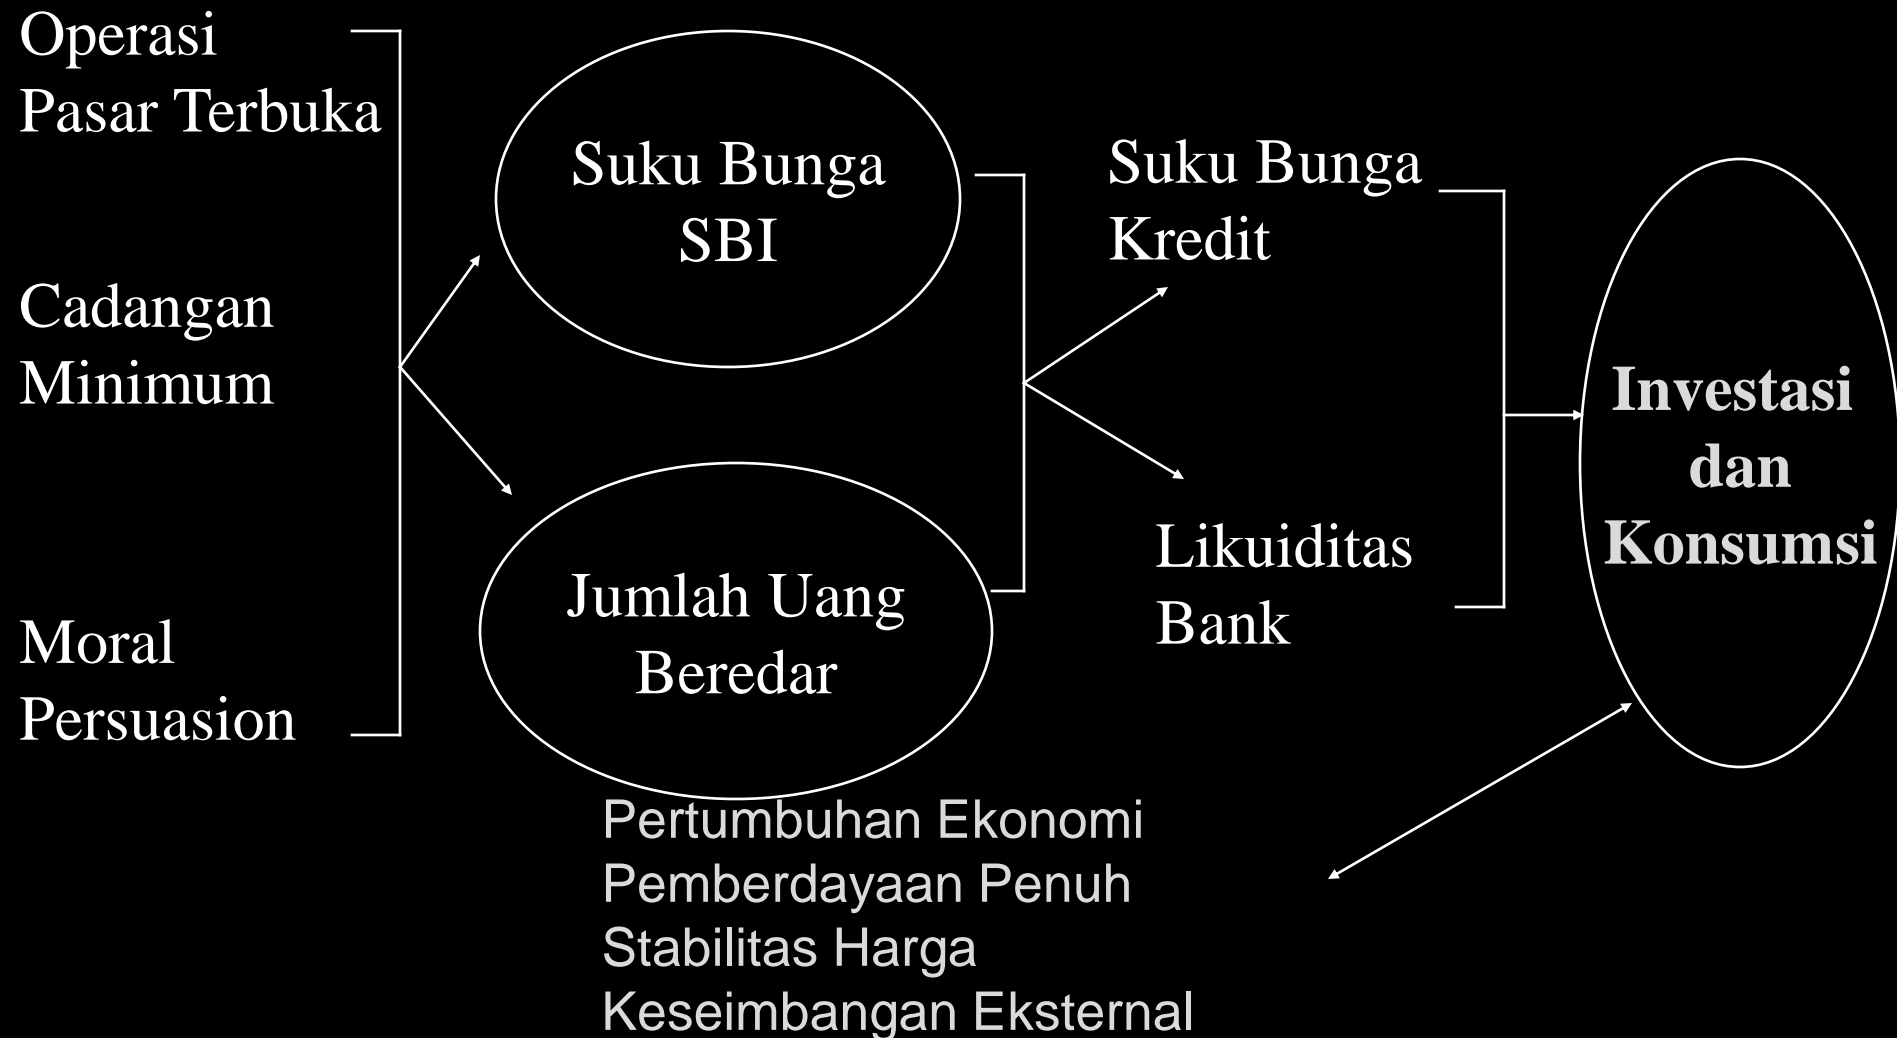 Operasi
Pasar Terbuka
Cadangan
Minimum
Moral
Persuasion
Suku Bunga
SBI
Jumlah Uang
Beredar
Suku Bunga
Kredit
Likuiditas
Bank
Investasi
dan
Konsumsi
Pertumbuhan Ekonomi
Pemberdayaan Penuh
Stabilitas Harga
Keseimbangan Eksternal